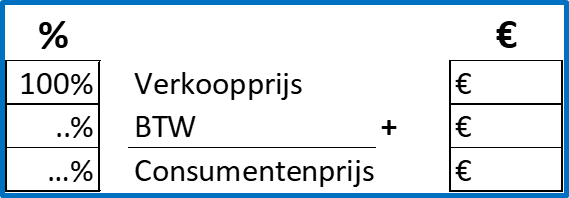 % €
100% Verkoopprijs €
..% BTW + €
...% Consumentenprijs €